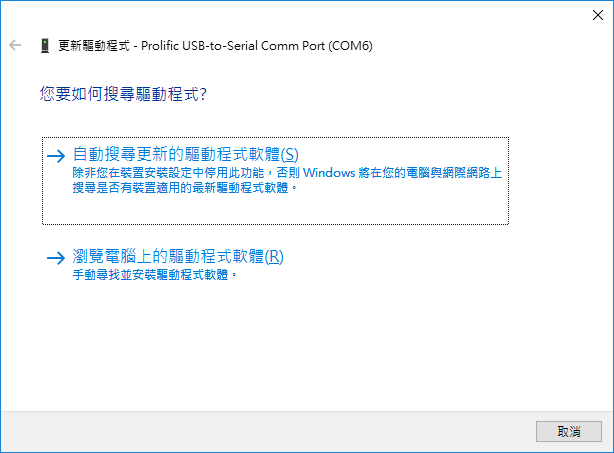 更新驅動程式 - Prolific USB-to-Serial Comm Port (COM6)
您要如何搜尋驅動程式?
自動搜尋更新的驅動程式軟體(S)
除非您在裝置安裝設定中停用此功能，否則 Windows 將在您的電腦與網際網路上
搜尋是否有裝置適用的最新驅動程式軟體。
瀏覽電腦上的驅動程式軟體(R)
手動尋找並安裝驅動程式軟體。
取消